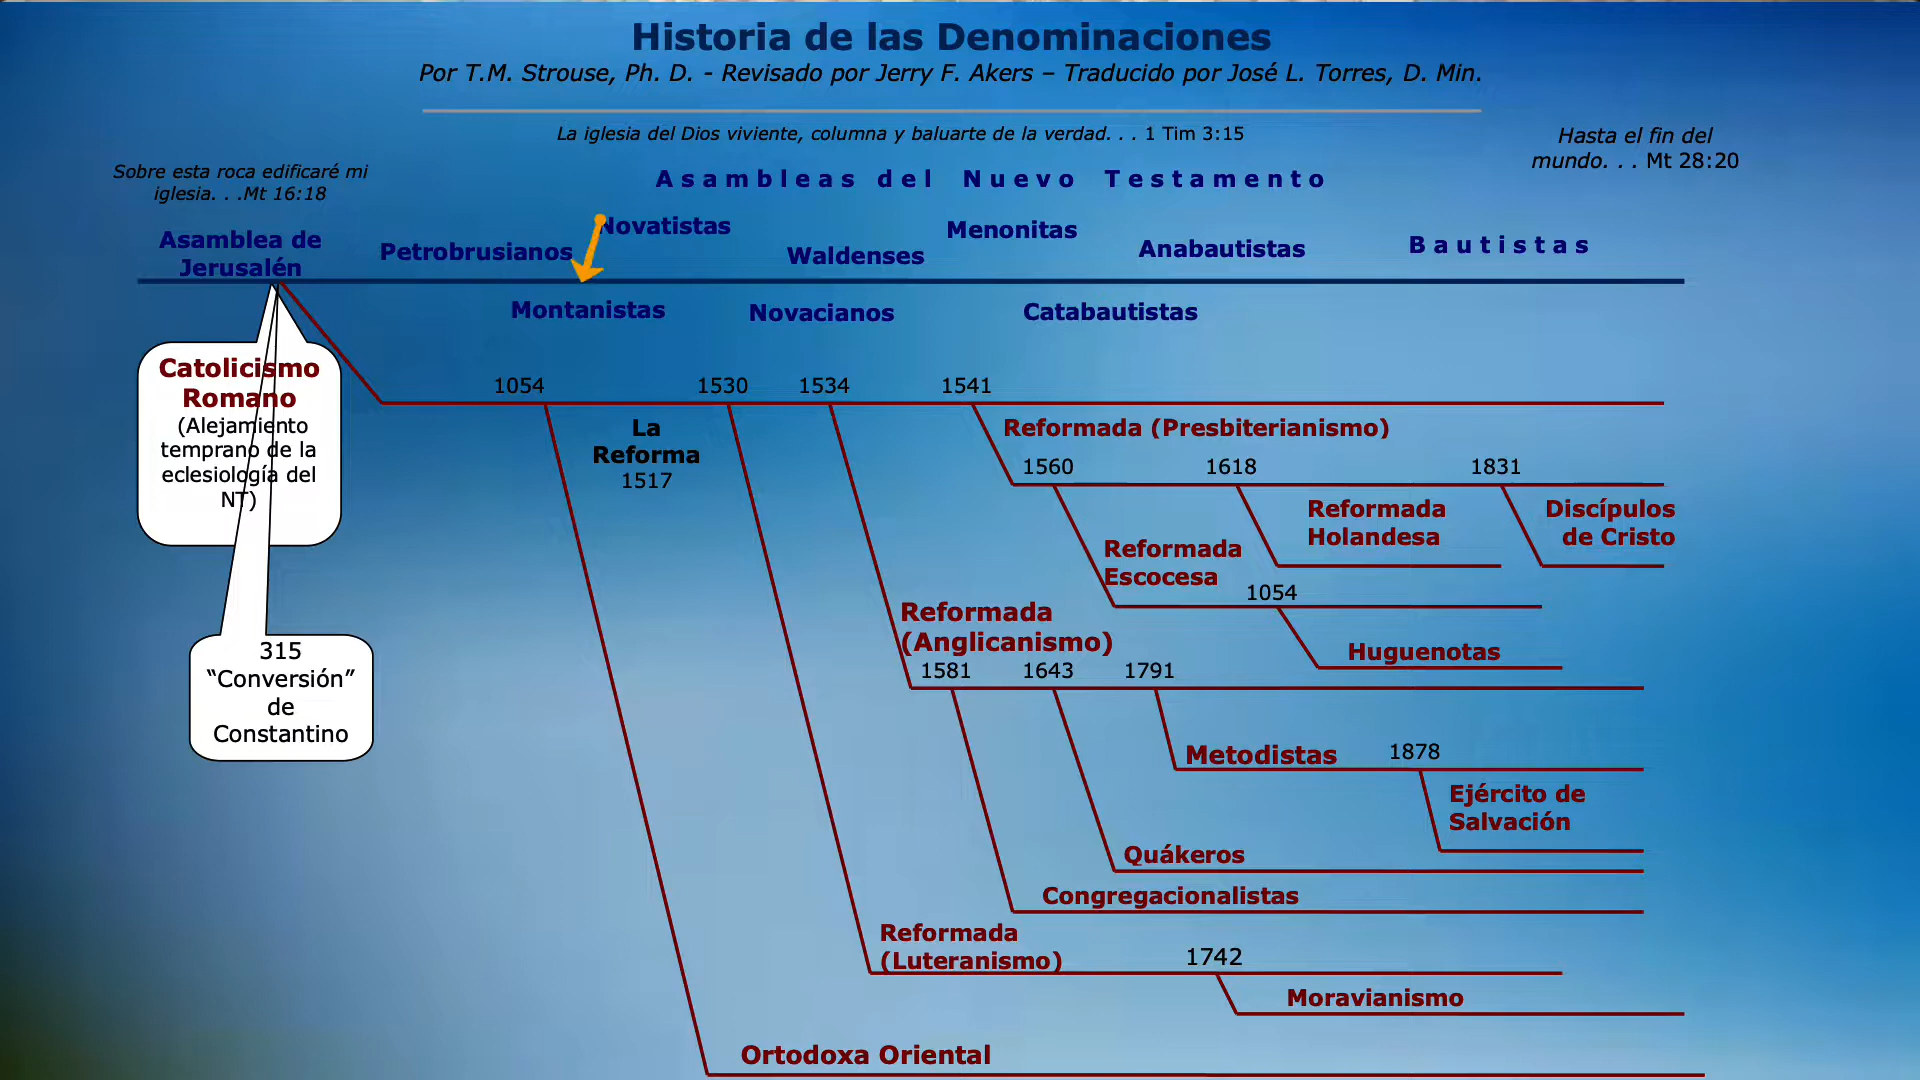 Historia de las Denominaciones
Por T.M. Strouse, Ph. D. - Revisado por Jerry F. Akers – Traducido por José L. Torres, D. Min.
La iglesia del Dios viviente, columna y baluarte de la verdad. . . 1 Tim 3:15
Hasta el fin del
mundo. . . Mt 28:20
Sobre esta roca edificaré mi
iglesia. . .Mt 16:18
Asambleas del Nuevo Testamento
Asamblea de
Jerusalén
Petrobrusianos
Novatistas
Waldenses
Menonitas
Anabautistas
Bautistas
Montanistas
Novacianos
Catabautistas
Catolicismo
Romano
(Alejamiento
temprano de la
eclesiología del
NT)
315
“Conversión”
de
Constantino
1054
1530
1534
1541
La
Reforma
1517
Reformada (Presbiterianismo)
1560
1618
1831
Reformada
Holandesa
Discípulos
de Cristo
Reformada
Escocesa
1054
Huguenotas
Reformada
(Anglicanismo)
1581
1643
1791
Metodistas
1878
Ejército de
Salvación
Quákeros
Congregacionalistas
Reformada
(Luteranismo)
1742
Moravianismo
Ortodoxa Oriental